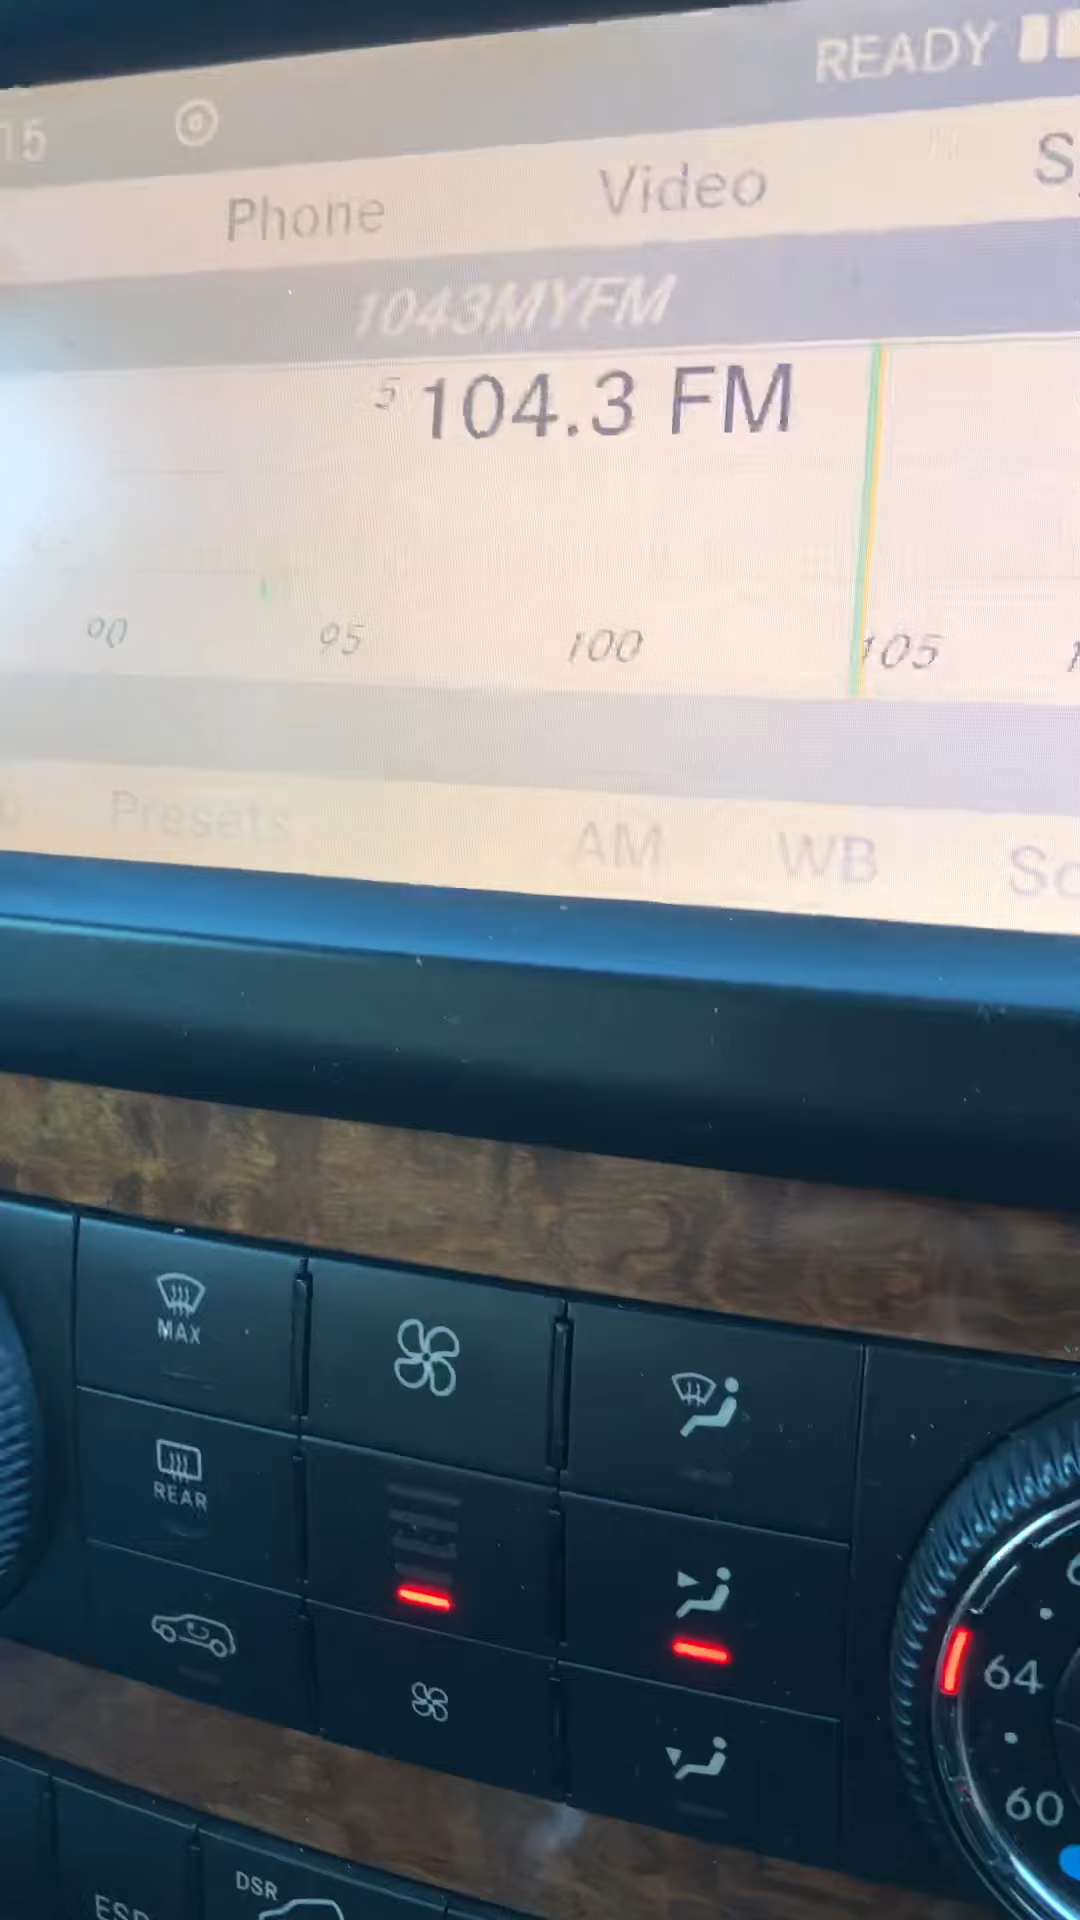 READY
15
Phone Video
1043MYFM
5 104.3 FM
90 95 100 105
Presets AM WB
MAX
REAR
64
60
DSR
ESP